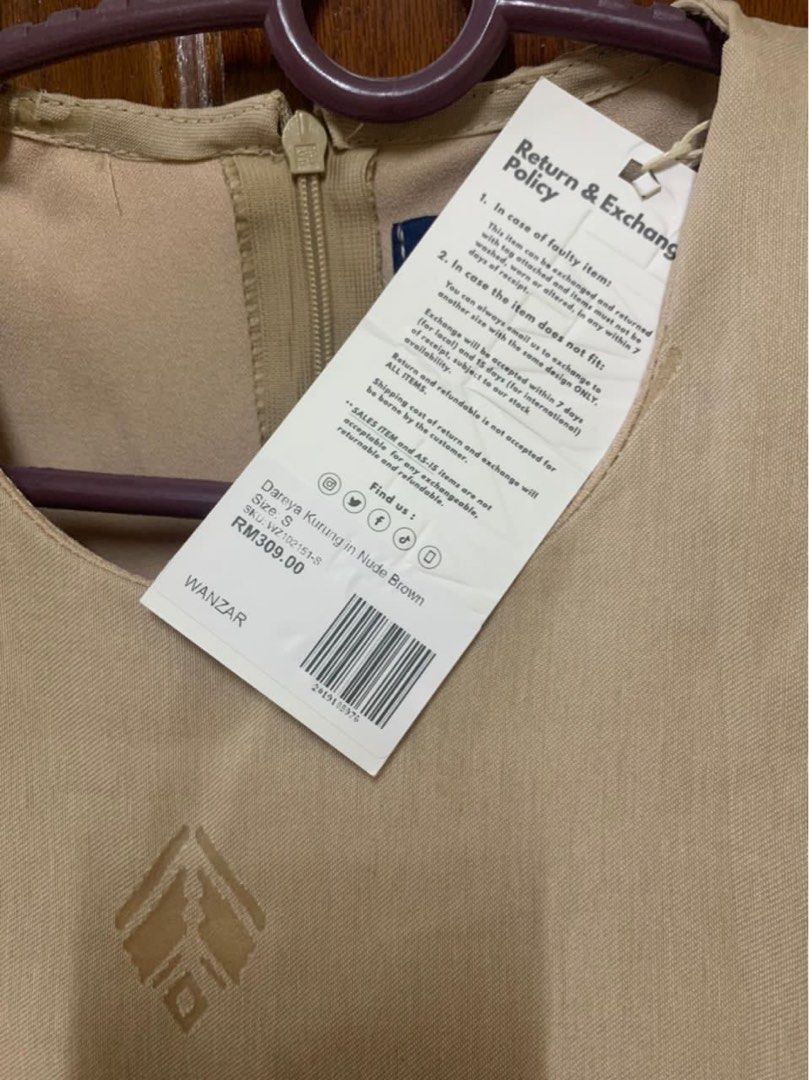 Return & Exchang
Policy
1. In case of faulty item:
This item can be exchanged and returned
with tag attached and items must not be
washed, worn or altered. In any within 7
days of receipt.
2. In case the item does not fit:
You can always email us to exchange to
another size with the same design ONLY.
Exchange will be accepted within 7 days
(for local) and 15 days (for international)
of receipt, subject to our stock
availability.
Return and refundable is not accepted for
ALL ITEMS.
Shipping cost of return and exchange will
be borne by the customer.
** SALES ITEM and AS-IS items are not
acceptable for any exchangeable,
returnable and refundable.
Find us :
Dareya Kurung in Nude Brown
Size: S
SKU: WZ102151-S
RM309.00
WANZAR
2419185976